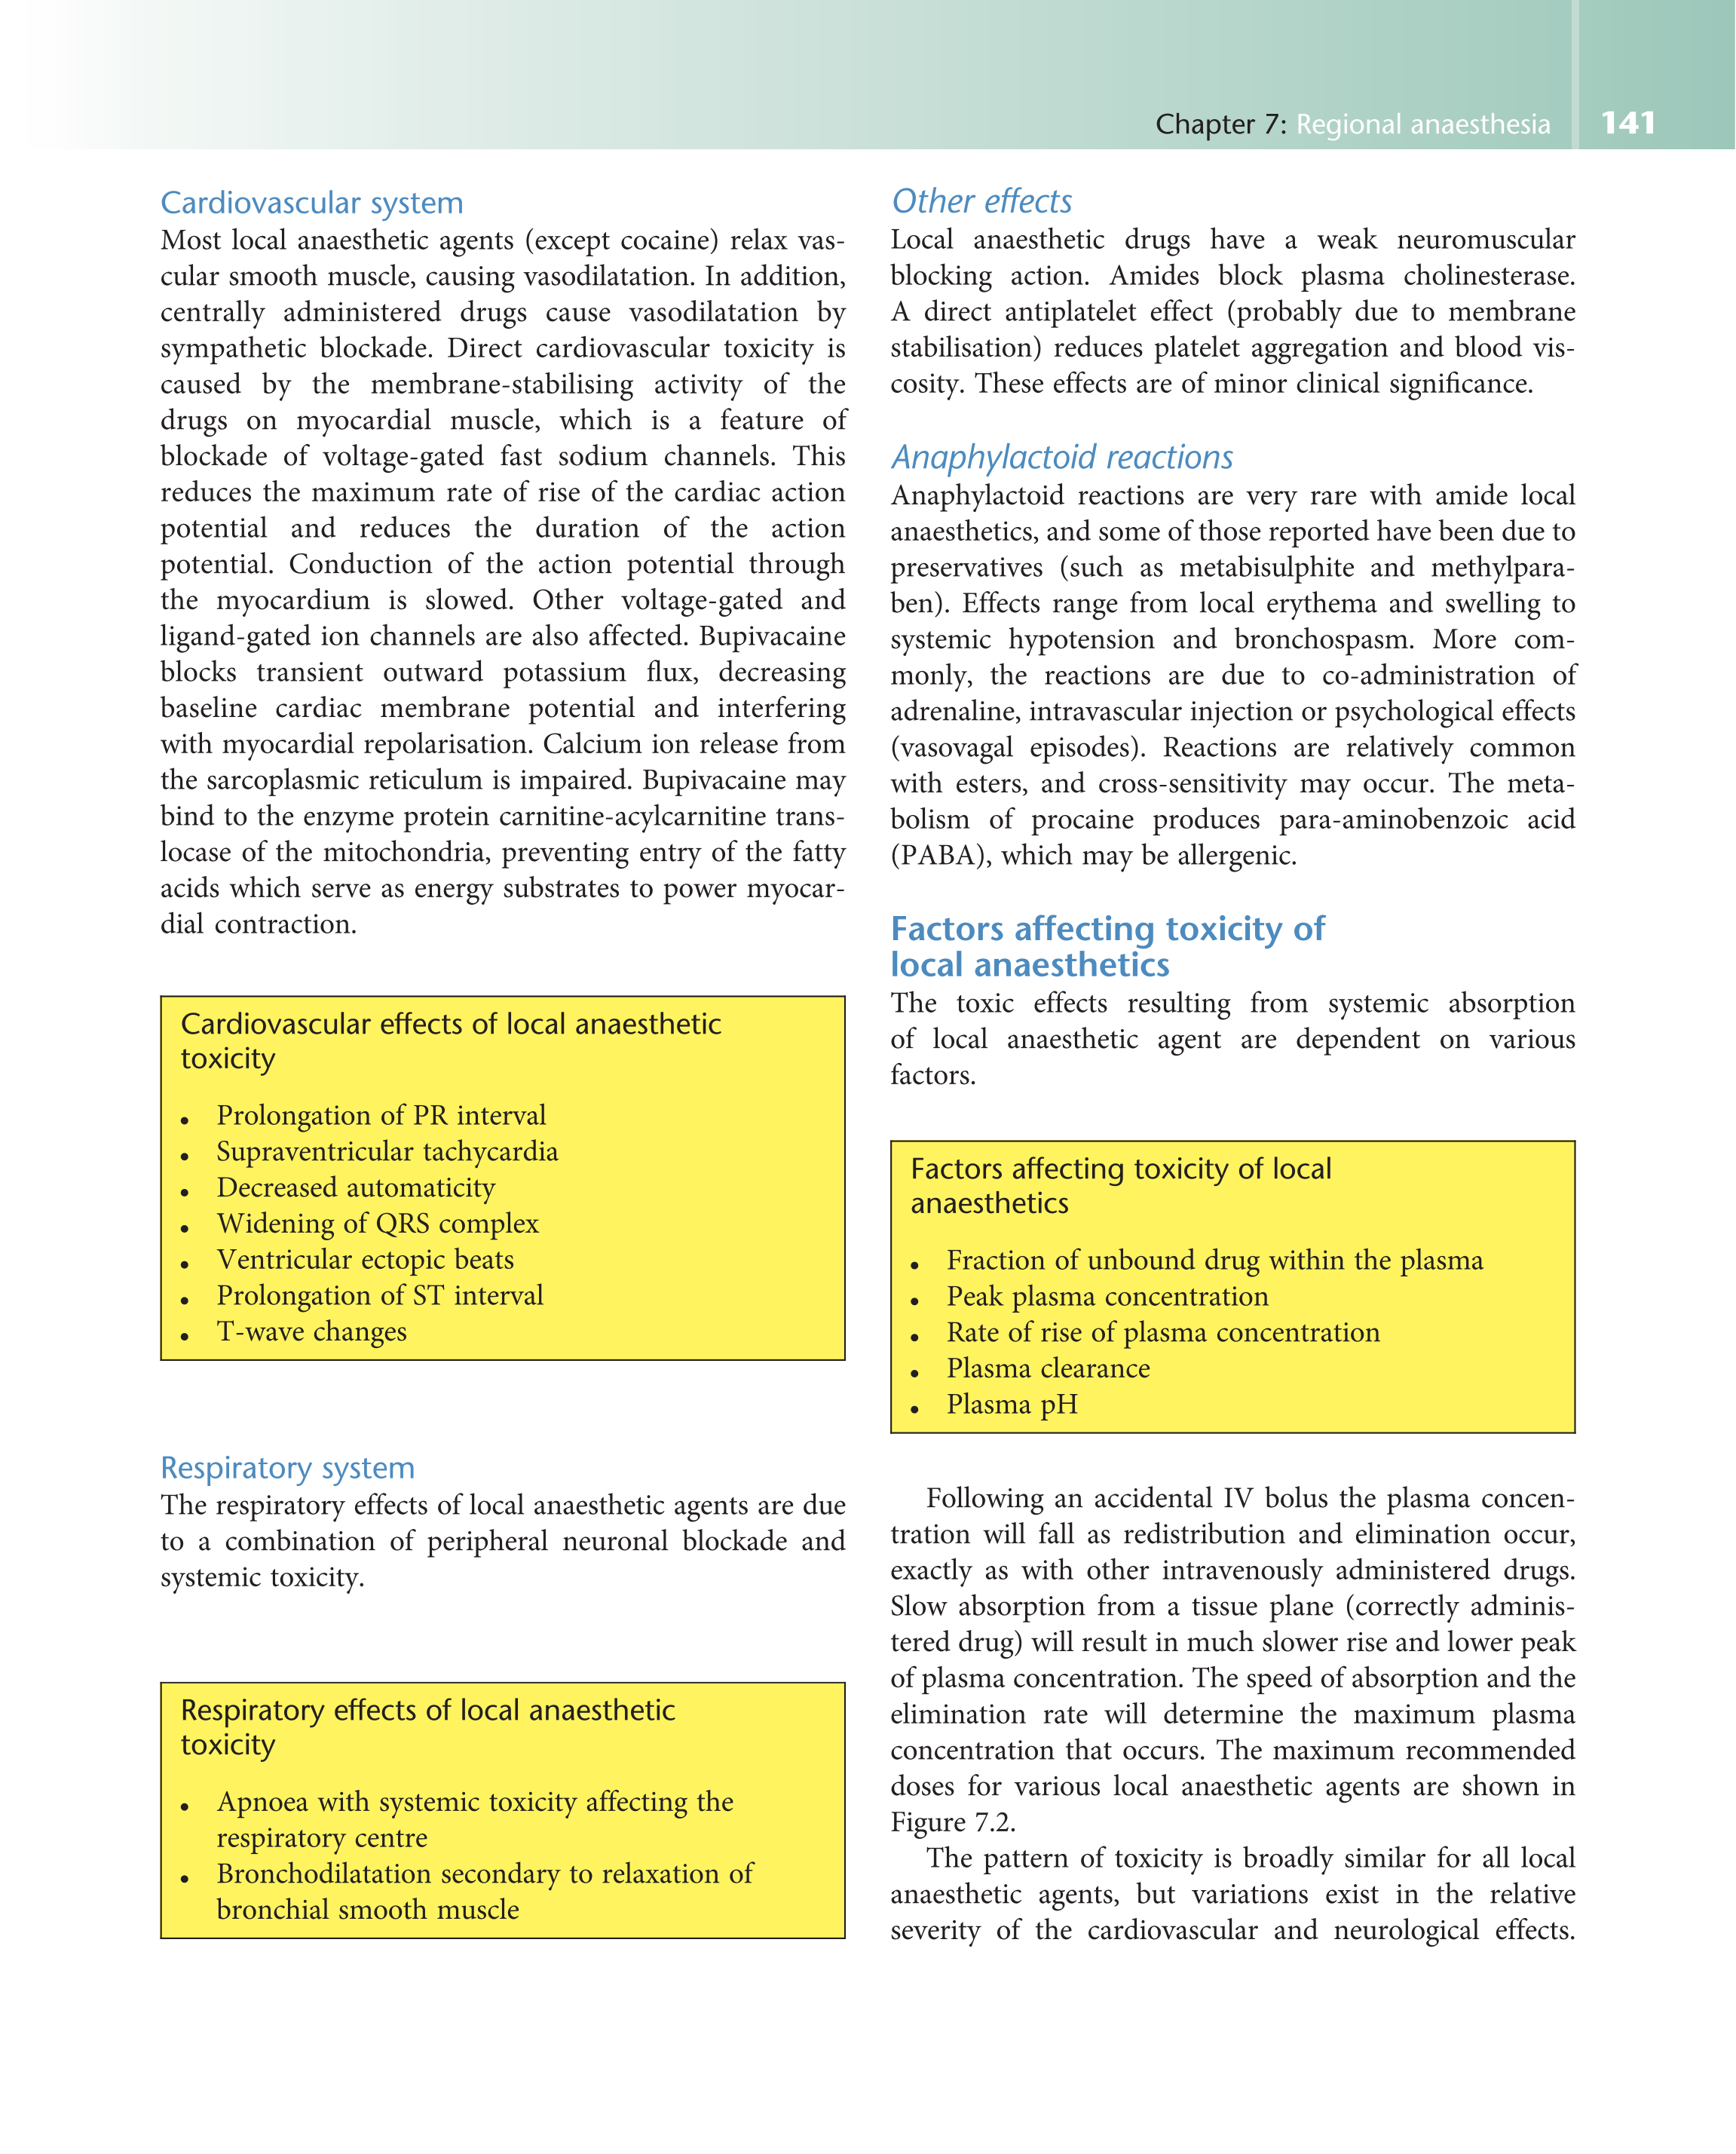 Chapter 7: Regional anaesthesia 141
Cardiovascular system
Most local anaesthetic agents (except cocaine) relax vas-
cular smooth muscle, causing vasodilatation. In addition,
centrally administered drugs cause vasodilatation by
sympathetic blockade. Direct cardiovascular toxicity is
caused by the membrane-stabilising activity of the
drugs on myocardial muscle, which is a feature of
blockade of voltage-gated fast sodium channels. This
reduces the maximum rate of rise of the cardiac action
potential and reduces the duration of the action
potential. Conduction of the action potential through
the myocardium is slowed. Other voltage-gated and
ligand-gated ion channels are also affected. Bupivacaine
blocks transient outward potassium flux, decreasing
baseline cardiac membrane potential and interfering
with myocardial repolarisation. Calcium ion release from
the sarcoplasmic reticulum is impaired. Bupivacaine may
bind to the enzyme protein carnitine-acylcarnitine trans-
locase of the mitochondria, preventing entry of the fatty
acids which serve as energy substrates to power myocar-
dial contraction.
Cardiovascular effects of local anaesthetic
toxicity
• Prolongation of PR interval
• Supraventricular tachycardia
• Decreased automaticity
• Widening of QRS complex
• Ventricular ectopic beats
• Prolongation of ST interval
• T-wave changes
Respiratory system
The respiratory effects of local anaesthetic agents are due
to a combination of peripheral neuronal blockade and
systemic toxicity.
Respiratory effects of local anaesthetic
toxicity
• Apnoea with systemic toxicity affecting the
respiratory centre
• Bronchodilatation secondary to relaxation of
bronchial smooth muscle
Other effects
Local anaesthetic drugs have a weak neuromuscular
blocking action. Amides block plasma cholinesterase.
A direct antiplatelet effect (probably due to membrane
stabilisation) reduces platelet aggregation and blood vis-
cosity. These effects are of minor clinical significance.
Anaphylactoid reactions
Anaphylactoid reactions are very rare with amide local
anaesthetics, and some of those reported have been due to
preservatives (such as metabisulphite and methylpara-
ben). Effects range from local erythema and swelling to
systemic hypotension and bronchospasm. More com-
monly, the reactions are due to co-administration of
adrenaline, intravascular injection or psychological effects
(vasovagal episodes). Reactions are relatively common
with esters, and cross-sensitivity may occur. The meta-
bolism of procaine produces para-aminobenzoic acid
(PABA), which may be allergenic.
Factors affecting toxicity of
local anaesthetics
The toxic effects resulting from systemic absorption
of local anaesthetic agent are dependent on various
factors.
Factors affecting toxicity of local
anaesthetics
• Fraction of unbound drug within the plasma
• Peak plasma concentration
• Rate of rise of plasma concentration
• Plasma clearance
• Plasma pH
Following an accidental IV bolus the plasma concen-
tration will fall as redistribution and elimination occur,
exactly as with other intravenously administered drugs.
Slow absorption from a tissue plane (correctly adminis-
tered drug) will result in much slower rise and lower peak
of plasma concentration. The speed of absorption and the
elimination rate will determine the maximum plasma
concentration that occurs. The maximum recommended
doses for various local anaesthetic agents are shown in
Figure 7.2.
The pattern of toxicity is broadly similar for all local
anaesthetic agents, but variations exist in the relative
severity of the cardiovascular and neurological effects.